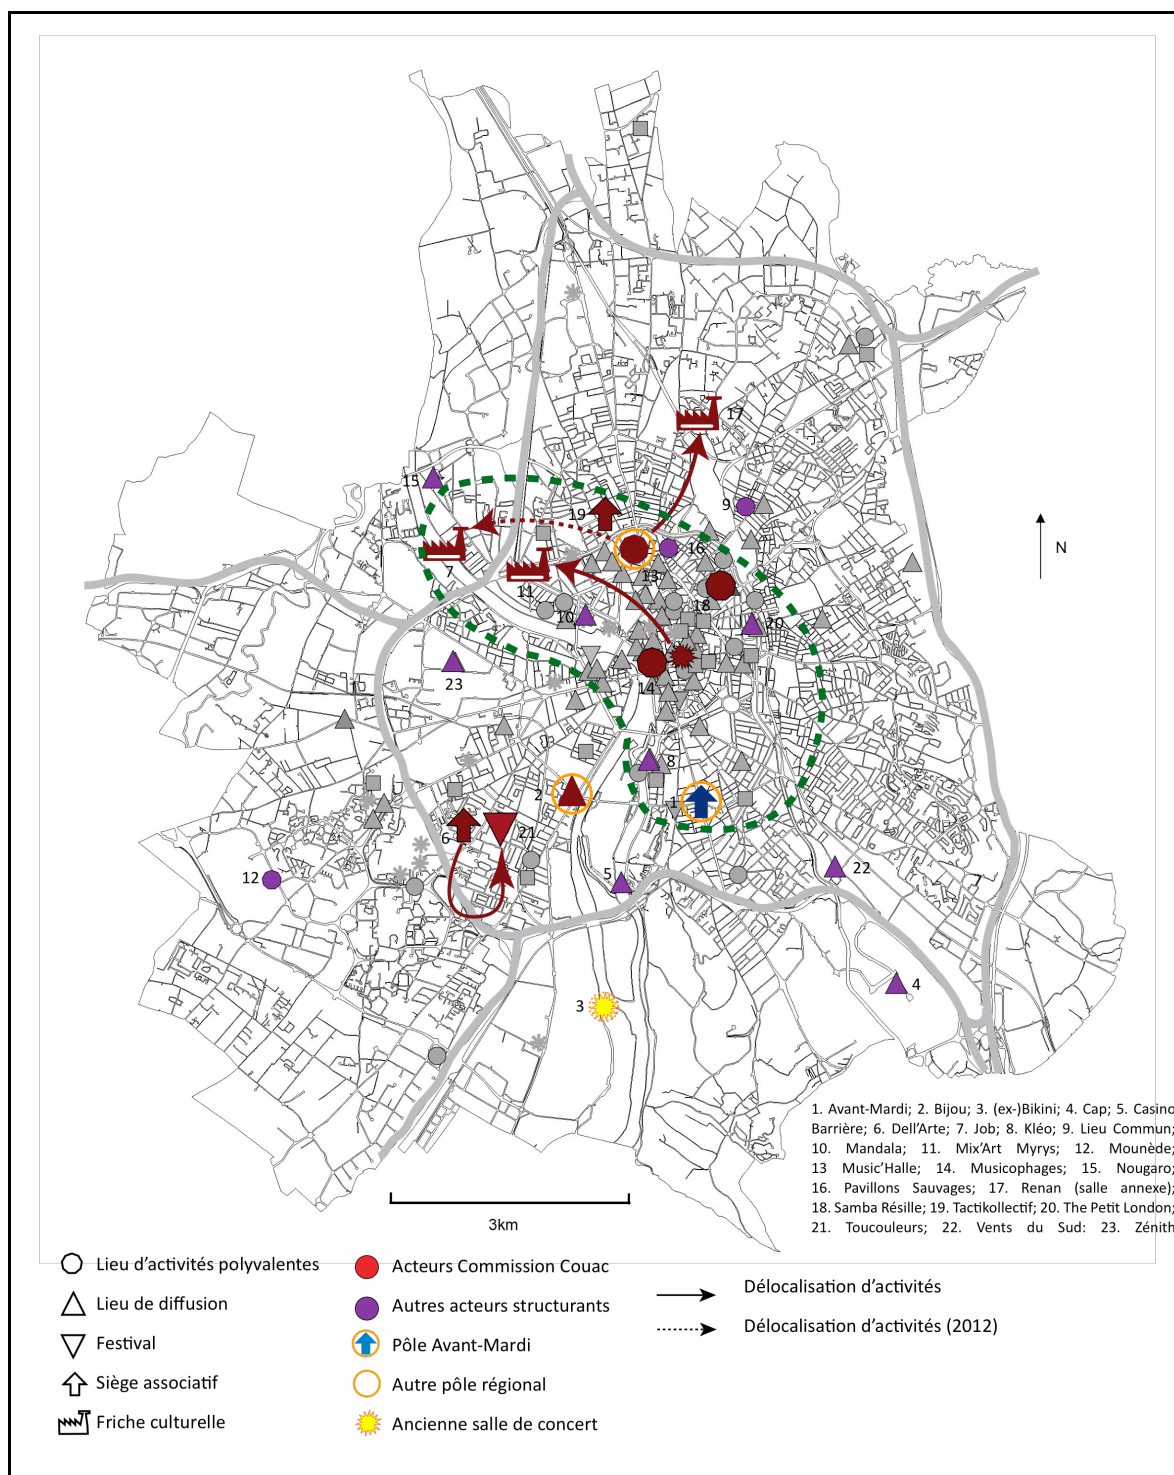 17
15
19
9
16
7
13
11
18
10
20
14
23
8
2
1
21
6
22
5
12
4
3
N
1. Avant-Mardi; 2. Bijou; 3. (ex-)Bikini; 4. Cap; 5. Casino
Barrière; 6. Dell’Arte; 7. Job; 8. Kléo; 9. Lieu Commun;
10. Mandala; 11. Mix’Art Myrys; 12. Mounède;
13 Music’Halle; 14. Musicophages; 15. Nougaro;
16. Pavillons Sauvages; 17. Renan (salle annexe);
18. Samba Résille; 19. Tactikollectif; 20. The Petit London;
21. Toucouleurs; 22. Vents du Sud: 23. Zénith
3km
Lieu d’activités polyvalentes
Lieu de diffusion
Festival
Siège associatif
Friche culturelle
Acteurs Commission Couac
Autres acteurs structurants
Pôle Avant-Mardi
Autre pôle régional
Ancienne salle de concert
Délocalisation d’activités
Délocalisation d’activités (2012)